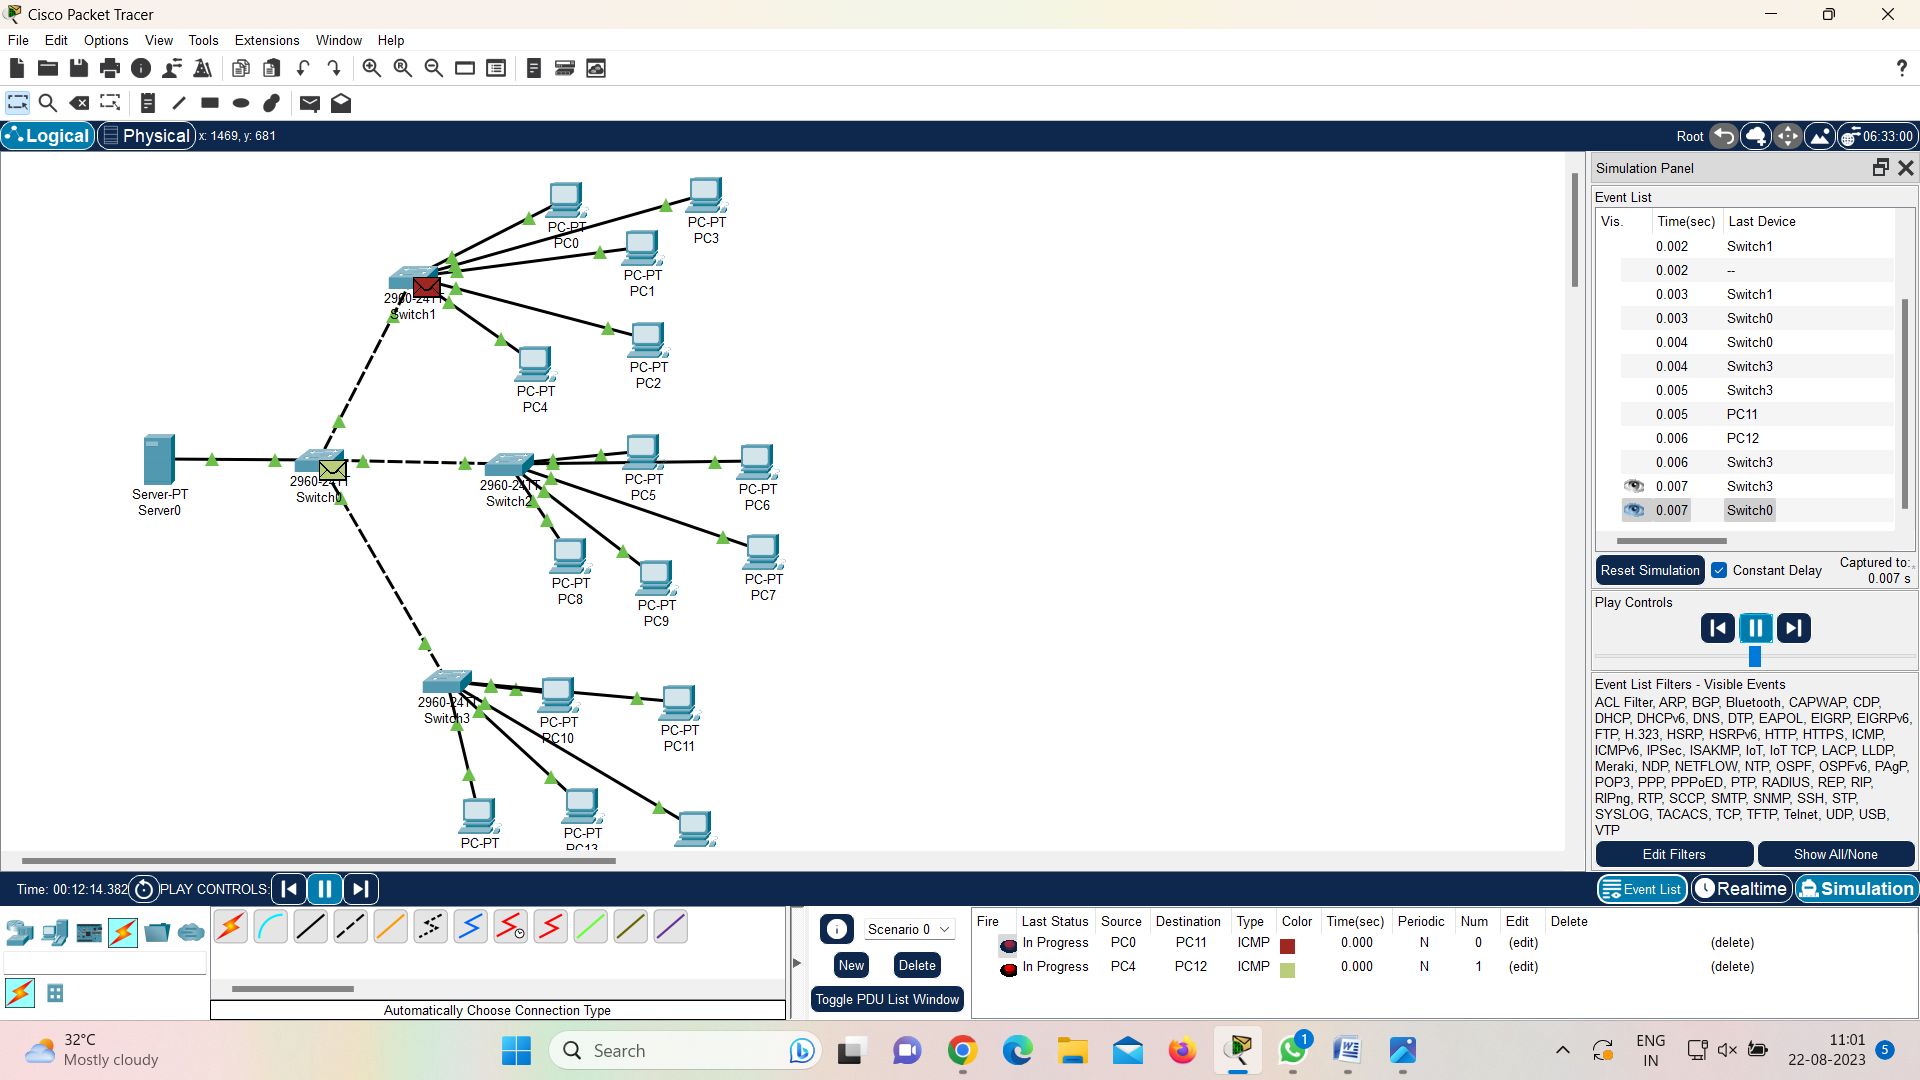 Cisco Packet Tracer
File Edit Options View Tools Extensions Window Help
Logical Physical x: 1469, y: 681 Root 06:33:00
PC-PT
PC0
PC-PT
PC3
PC-PT
PC1
2960-24TT
Switch1
PC-PT
PC2
PC-PT
PC4
Server-PT
Server0
2960-24TT
Switch0
2960-24TT
Switch2
PC-PT
PC5
PC-PT
PC6
PC-PT
PC7
PC-PT
PC8
PC-PT
PC9
2960-24TT
Switch3
PC-PT
PC10
PC-PT
PC11
PC-PT
PC-PT
PC13
Simulation Panel
Event List
Vis. Time(sec) Last Device
0.002 Switch1
0.002 --
0.003 Switch1
0.003 Switch0
0.004 Switch0
0.004 Switch3
0.005 Switch3
0.005 PC11
0.006 PC12
0.006 Switch3
0.007 Switch3
0.007 Switch0
Reset Simulation Constant Delay Captured to:
0.007 s
Play Controls
Event List Filters - Visible Events
ACL Filter, ARP, BGP, Bluetooth, CAPWAP, CDP,
DHCP, DHCPv6, DNS, DTP, EAPOL, EIGRP, EIGRPv6,
FTP, H.323, HSRP, HSRPv6, HTTP, HTTPS, ICMP,
ICMPv6, IPSec, ISAKMP, IoT, IoT TCP, LACP, LLDP,
Meraki, NDP, NETFLOW, NTP, OSPF, OSPFv6, PAgP,
POP3, PPP, PPPoED, PTP, RADIUS, REP, RIP,
RIPng, RTP, SCCP, SMTP, SNMP, SSH, STP,
SYSLOG, TACACS, TCP, TFTP, Telnet, UDP, USB,
VTP
Edit Filters Show All/None
Time: 00:12:14.382 PLAY CONTROLS: Event List Realtime Simulation
Scenario 0
New Delete
Toggle PDU List Window
Fire Last Status Source Destination Type Color Time(sec) Periodic Num Edit Delete
In Progress PC0 PC11 ICMP 0.000 N 0 (edit) (delete)
In Progress PC4 PC12 ICMP 0.000 N 1 (edit) (delete)
Automatically Choose Connection Type
32°C
Mostly cloudy
Search
1
ENG
IN
11:01
22-08-2023
5